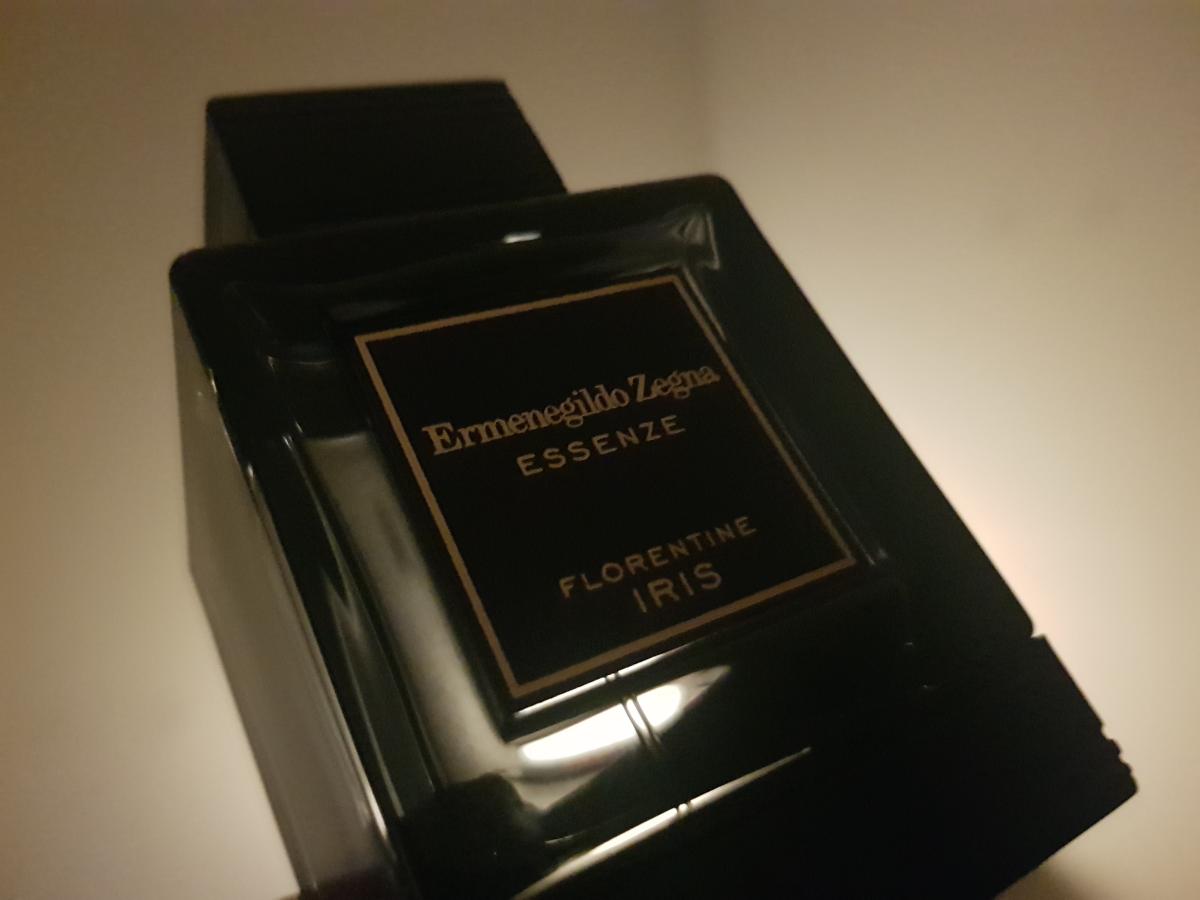 Ermenegildo Zegna
ESSENZE
FLORENTINE
IRIS